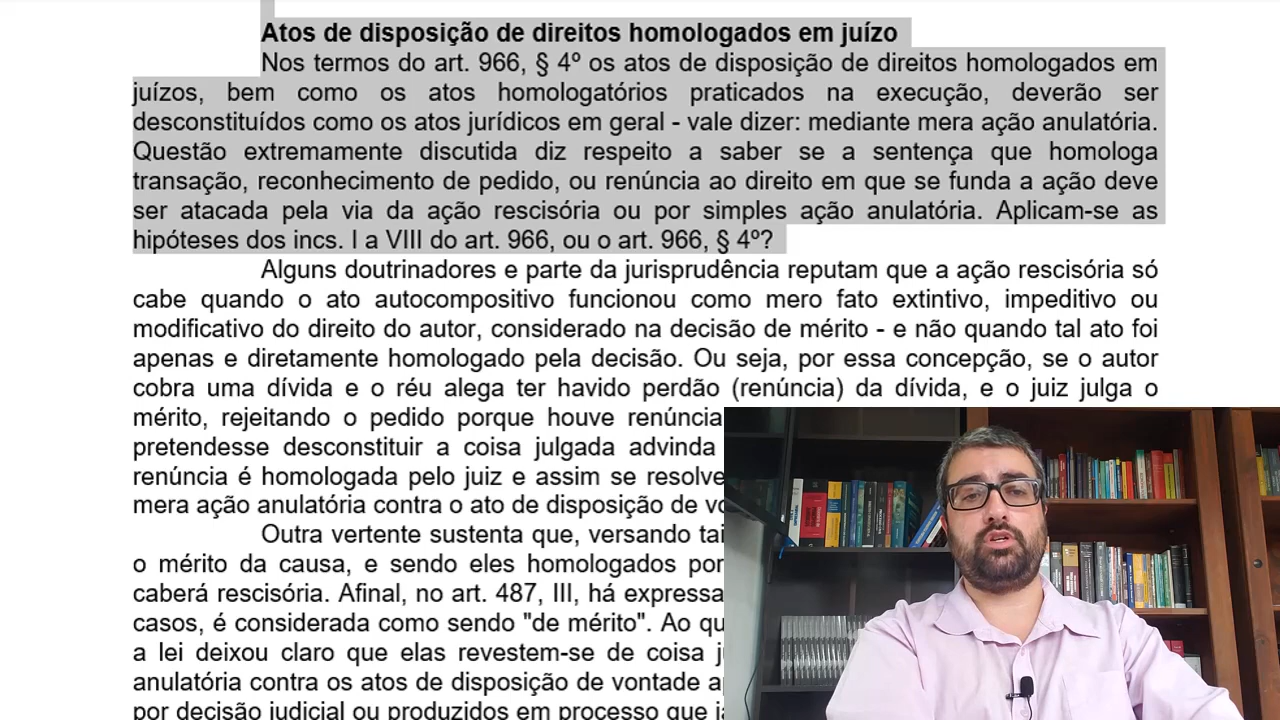 Atos de disposição de direitos homologados em juízo
Nos termos do art. 966, § 4º os atos de disposição de direitos homologados em
juízos, bem como os atos homologatórios praticados na execução, deverão ser
desconstituídos como os atos jurídicos em geral - vale dizer: mediante mera ação anulatória.
Questão extremamente discutida diz respeito a saber se a sentença que homologa
transação, reconhecimento de pedido, ou renúncia ao direito em que se funda a ação deve
ser atacada pela via da ação rescisória ou por simples ação anulatória. Aplicam-se as
hipóteses dos incs. I a VIII do art. 966, ou o art. 966, § 4º?
Alguns doutrinadores e parte da jurisprudência reputam que a ação rescisória só
cabe quando o ato autocompositivo funcionou como mero fato extintivo, impeditivo ou
modificativo do direito do autor, considerado na decisão de mérito - e não quando tal ato foi
apenas e diretamente homologado pela decisão. Ou seja, por essa concepção, se o autor
cobra uma dívida e o réu alega ter havido perdão (renúncia) da dívida, e o juiz julga o
mérito, rejeitando o pedido porque houve renúncia
pretendesse desconstituir a coisa julgada advinda
renúncia é homologada pelo juiz e assim se resolve
mera ação anulatória contra o ato de disposição de
Outra vertente sustenta que, versando
o mérito da causa, e sendo eles homologados por
caberá rescisória. Afinal, no art. 487, III, há expressa
casos, é considerada como sendo "de mérito". Ao
a lei deixou claro que elas revestem-se de coisa
anulatória contra os atos de disposição de vontade
por decisão judicial ou produzidos em processo que